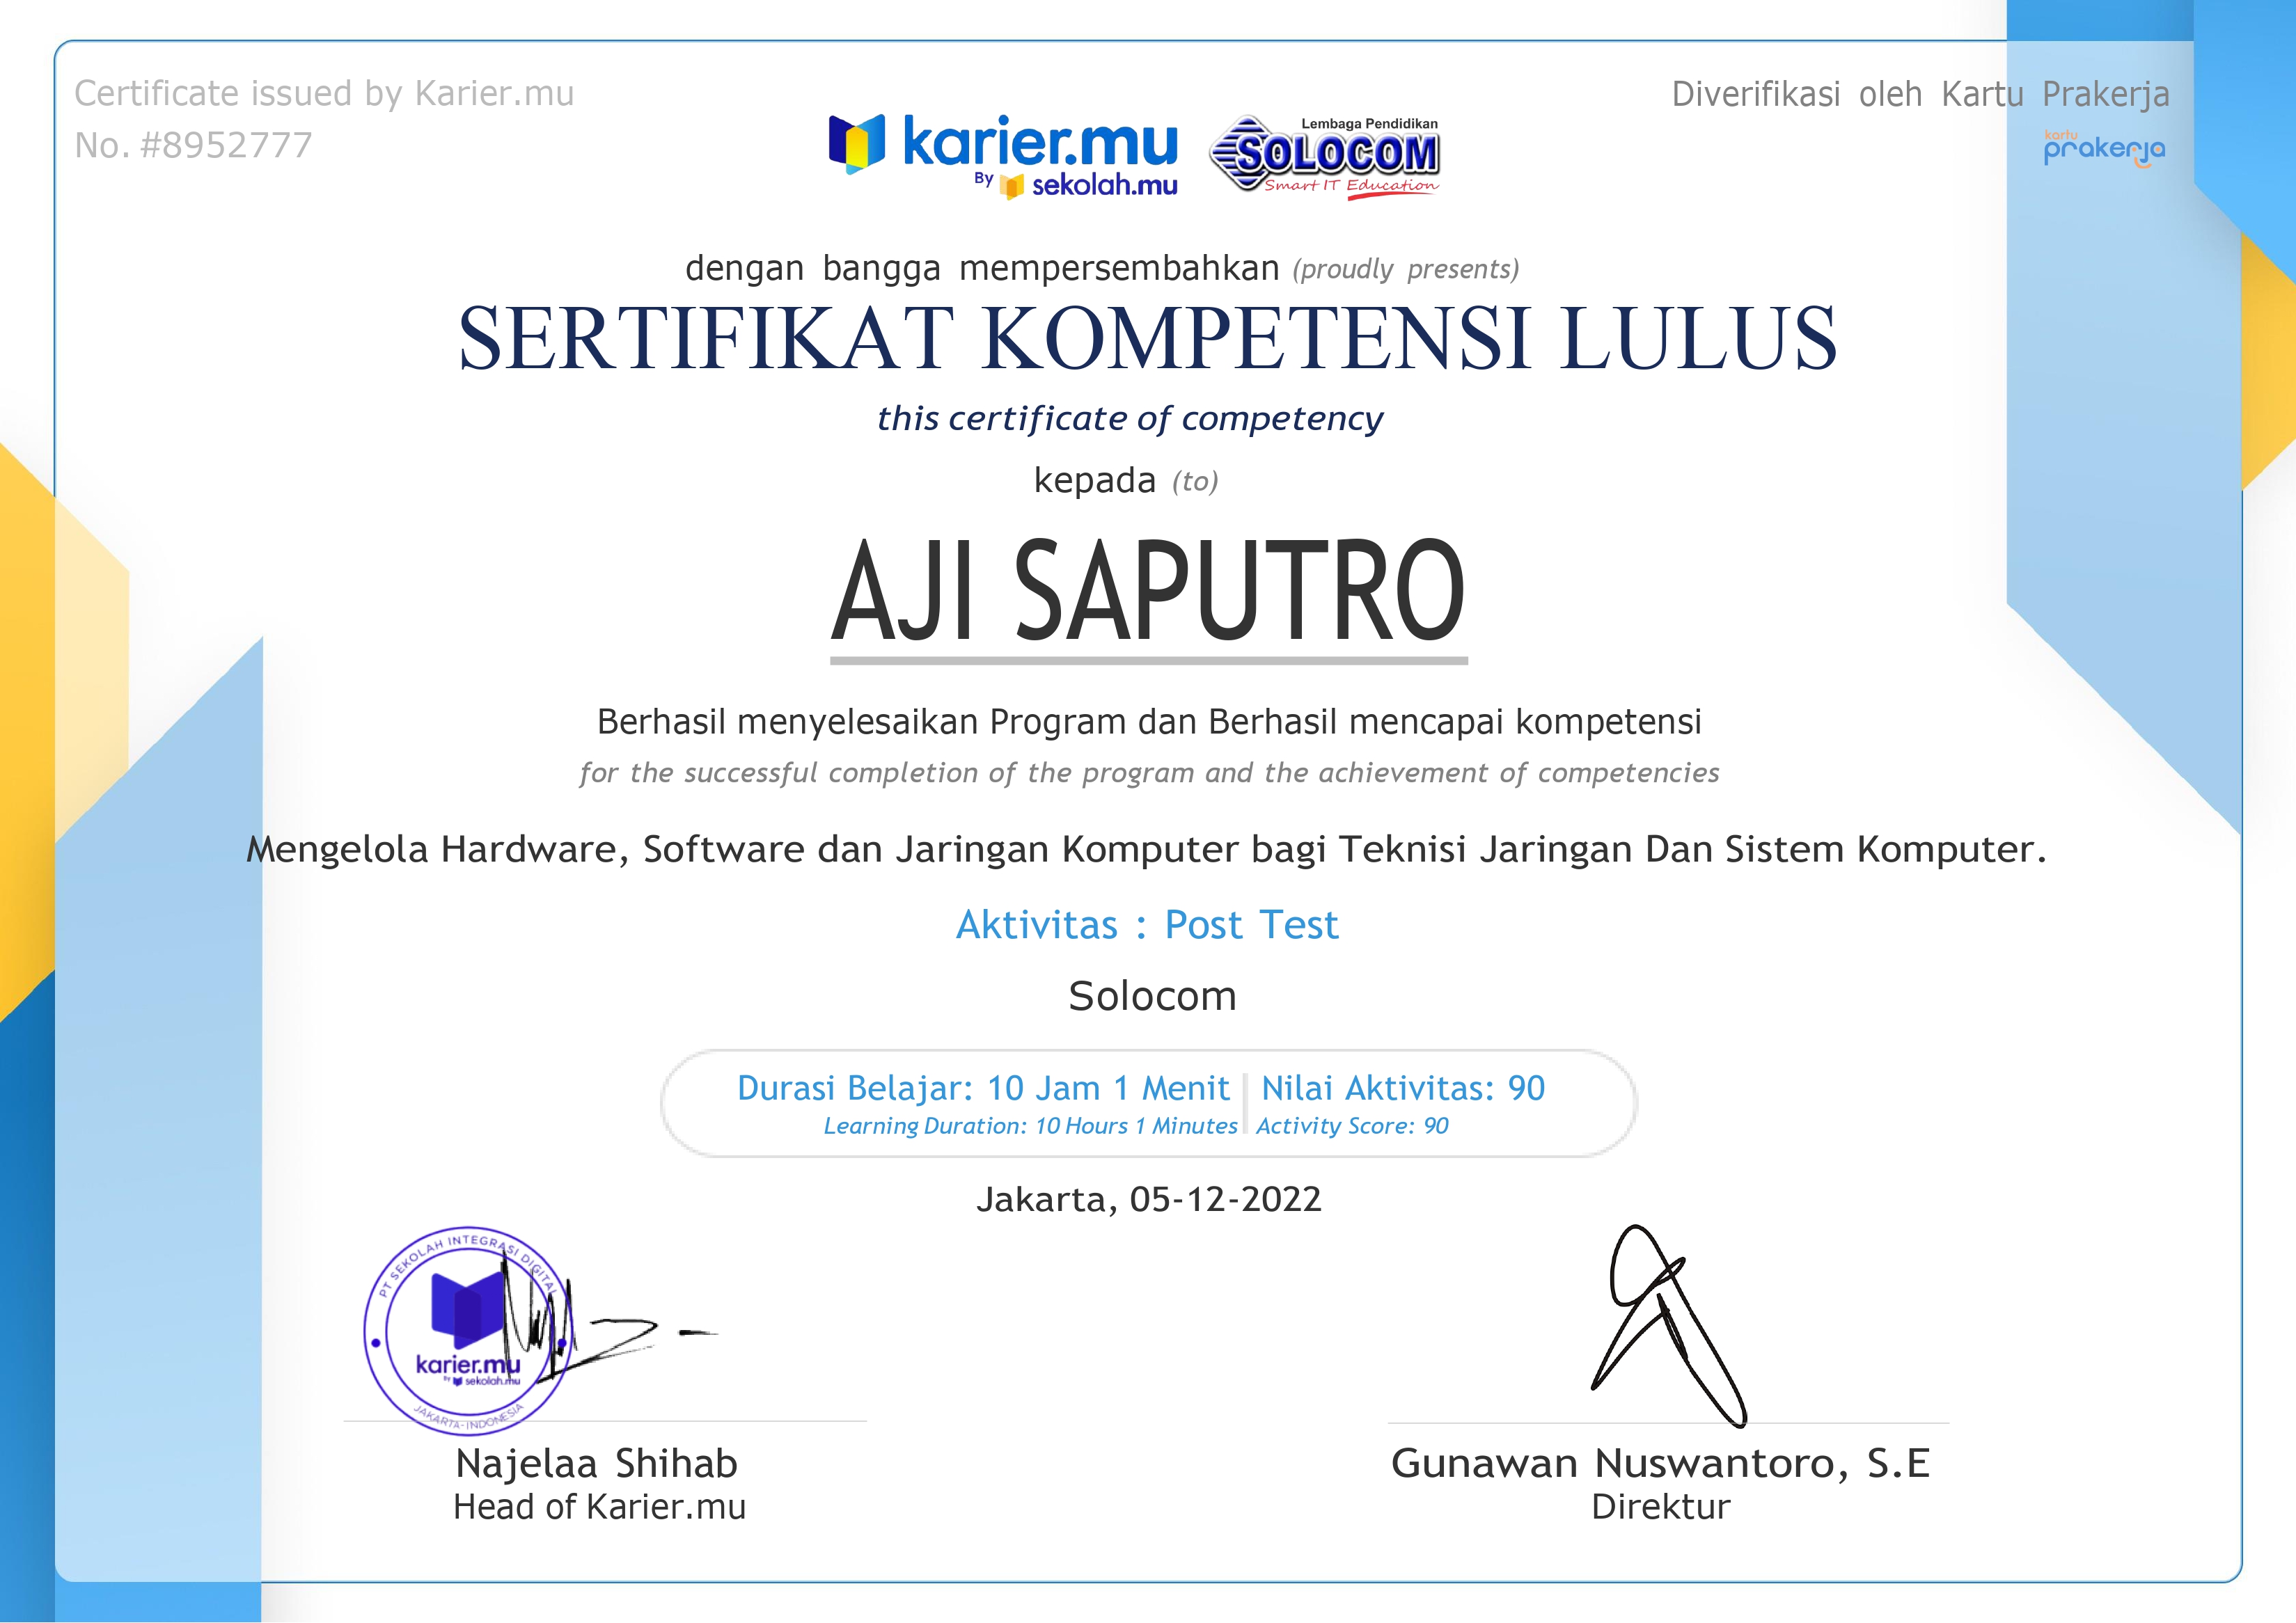 Certificate issued by Karier.mu
No. #8952777
Diverifikasi oleh Kartu Prakerja
kartu
prakerja
karier.mu
By sekolah.mu
Lembaga Pendidikan
SOLOCOM
Smart IT Education
dengan bangga mempersembahkan (proudly presents)
SERTIFIKAT KOMPETENSI LULUS
this certificate of competency
kepada (to)
AJI SAPUTRO
Berhasil menyelesaikan Program dan Berhasil mencapai kompetensi
for the successful completion of the program and the achievement of competencies
Mengelola Hardware, Software dan Jaringan Komputer bagi Teknisi Jaringan Dan Sistem Komputer.
Aktivitas : Post Test
Solocom
Durasi Belajar: 10 Jam 1 Menit | Nilai Aktivitas: 90
Learning Duration: 10 Hours 1 Minutes | Activity Score: 90
Jakarta, 05-12-2022
PT SEKOLAH INTEGRASI DIGITAL
karier.mu
by sekolah.mu
JAKARTA-INDONESIA
Najelaa Shihab
Head of Karier.mu
Gunawan Nuswantoro, S.E
Direktur